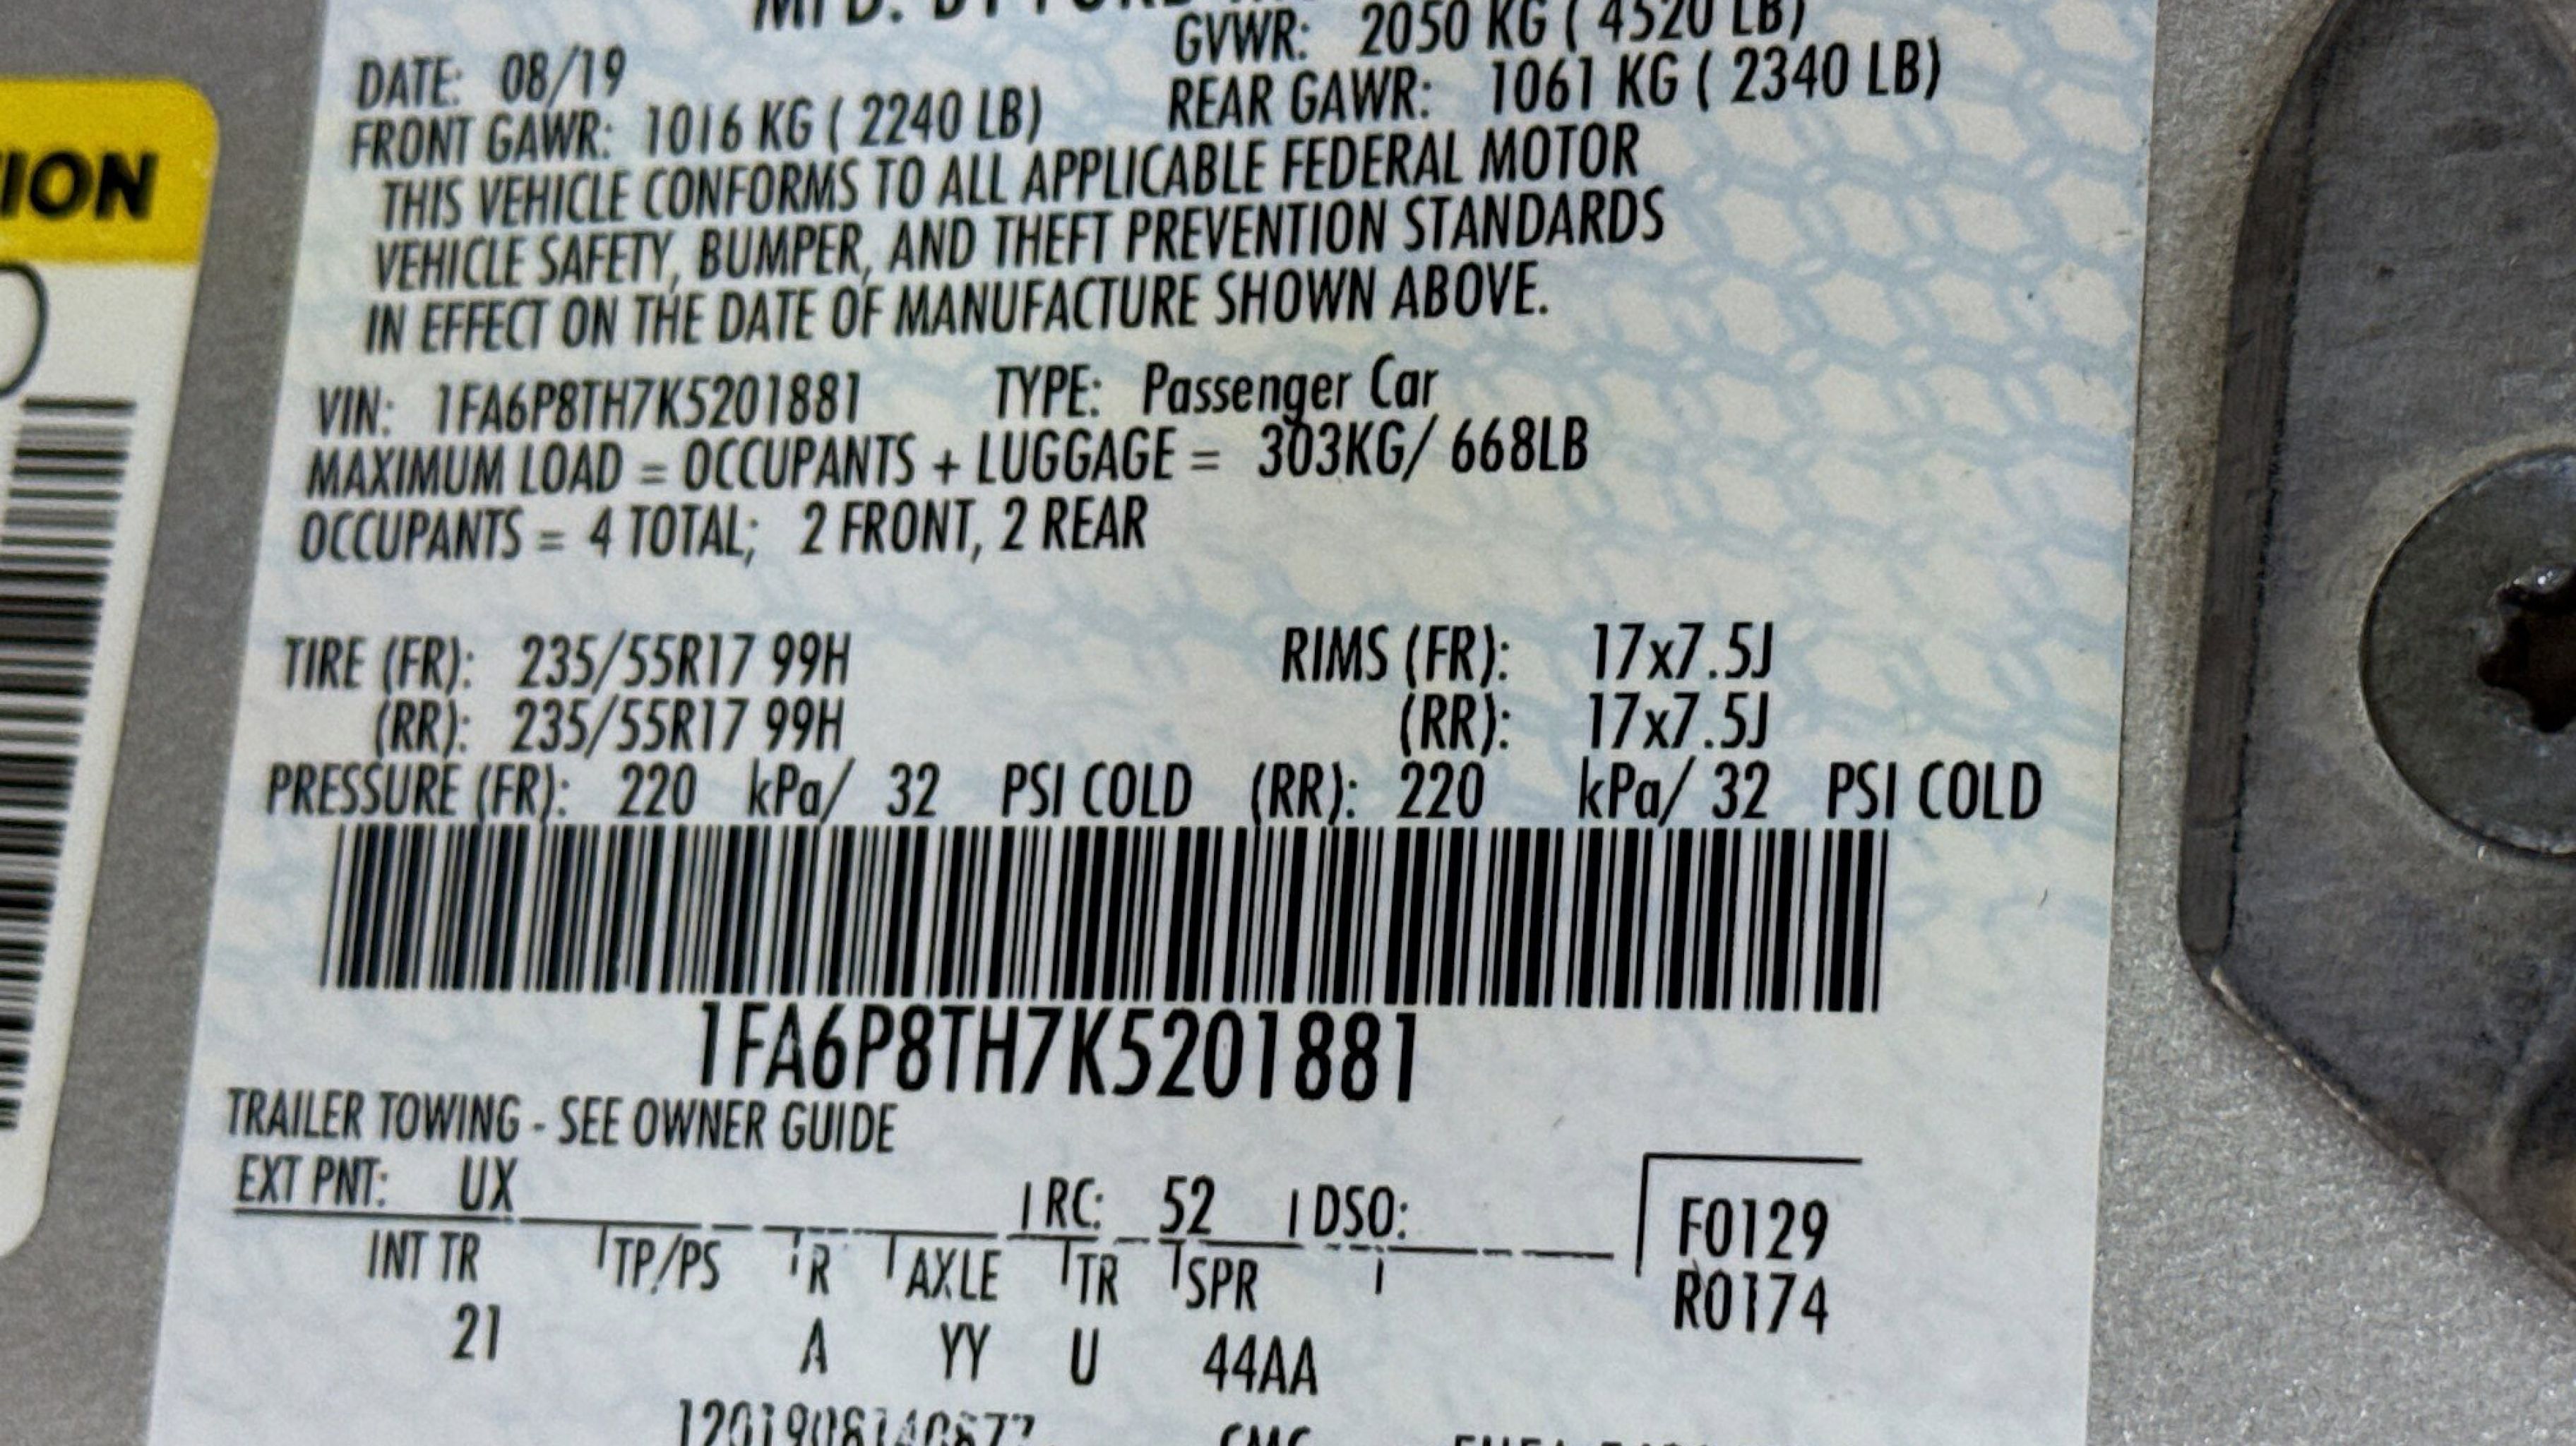 MFD. BY FORD
GVWR: 2050 KG ( 4520 LB)
DATE: 08/19
FRONT GAWR: 1016 KG ( 2240 LB) REAR GAWR: 1061 KG ( 2340 LB)
THIS VEHICLE CONFORMS TO ALL APPLICABLE FEDERAL MOTOR
VEHICLE SAFETY, BUMPER, AND THEFT PREVENTION STANDARDS
IN EFFECT ON THE DATE OF MANUFACTURE SHOWN ABOVE.
VIN: 1FA6P8TH7K5201881 TYPE: Passenger Car
MAXIMUM LOAD = OCCUPANTS + LUGGAGE = 303KG/ 668LB
OCCUPANTS = 4 TOTAL; 2 FRONT, 2 REAR
TIRE (FR): 235/55R17 99H RIMS (FR): 17x7.5J
(RR): 235/55R17 99H (RR): 17x7.5J
PRESSURE (FR): 220 kPa/ 32 PSI COLD (RR): 220 kPa/ 32 PSI COLD
1FA6P8TH7K5201881
TRAILER TOWING - SEE OWNER GUIDE
EXT PNT: UX RC: 52 DSO:
INT TR TP/PS R AXLE TR SPR
21 A YY U 44AA
F0129
R0174
ION